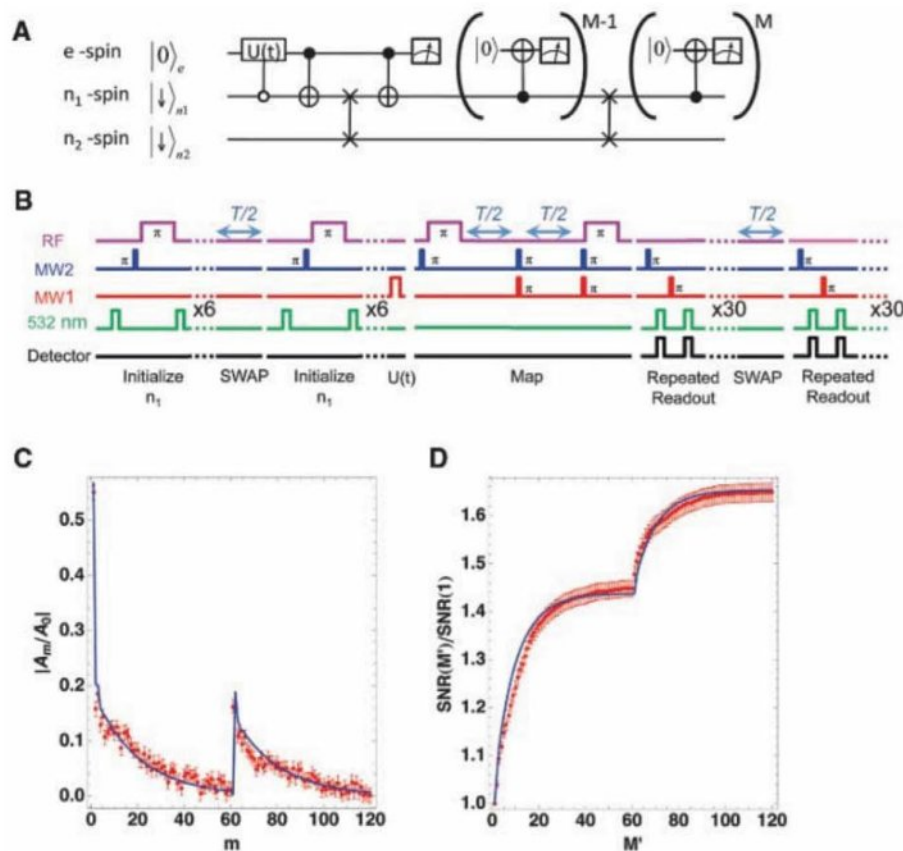 A
e -spin |0⟩e U(t) |0⟩ M-1 |0⟩ M
n1 -spin |↓⟩n1
n2 -spin |↓⟩n2
B
T/2 T/2 T/2 T/2
RF π π π
MW2 π π π π π π
MW1 π π π π
532 nm x6 x6 x30 x30
Detector
Initialize n1 SWAP Initialize n1 U(t) Map Repeated Readout SWAP Repeated Readout
C
|Am/A0|
0.5
0.4
0.3
0.2
0.1
0.0
0 20 40 60 80 100 120
m
D
SNR(M')/SNR(1)
1.6
1.5
1.4
1.3
1.2
1.1
1.0
0 20 40 60 80 100 120
M'